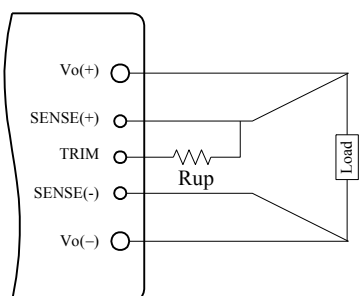 Vo(+)
SENSE(+)
TRIM
Rup
SENSE(-)
Vo(−)
Load